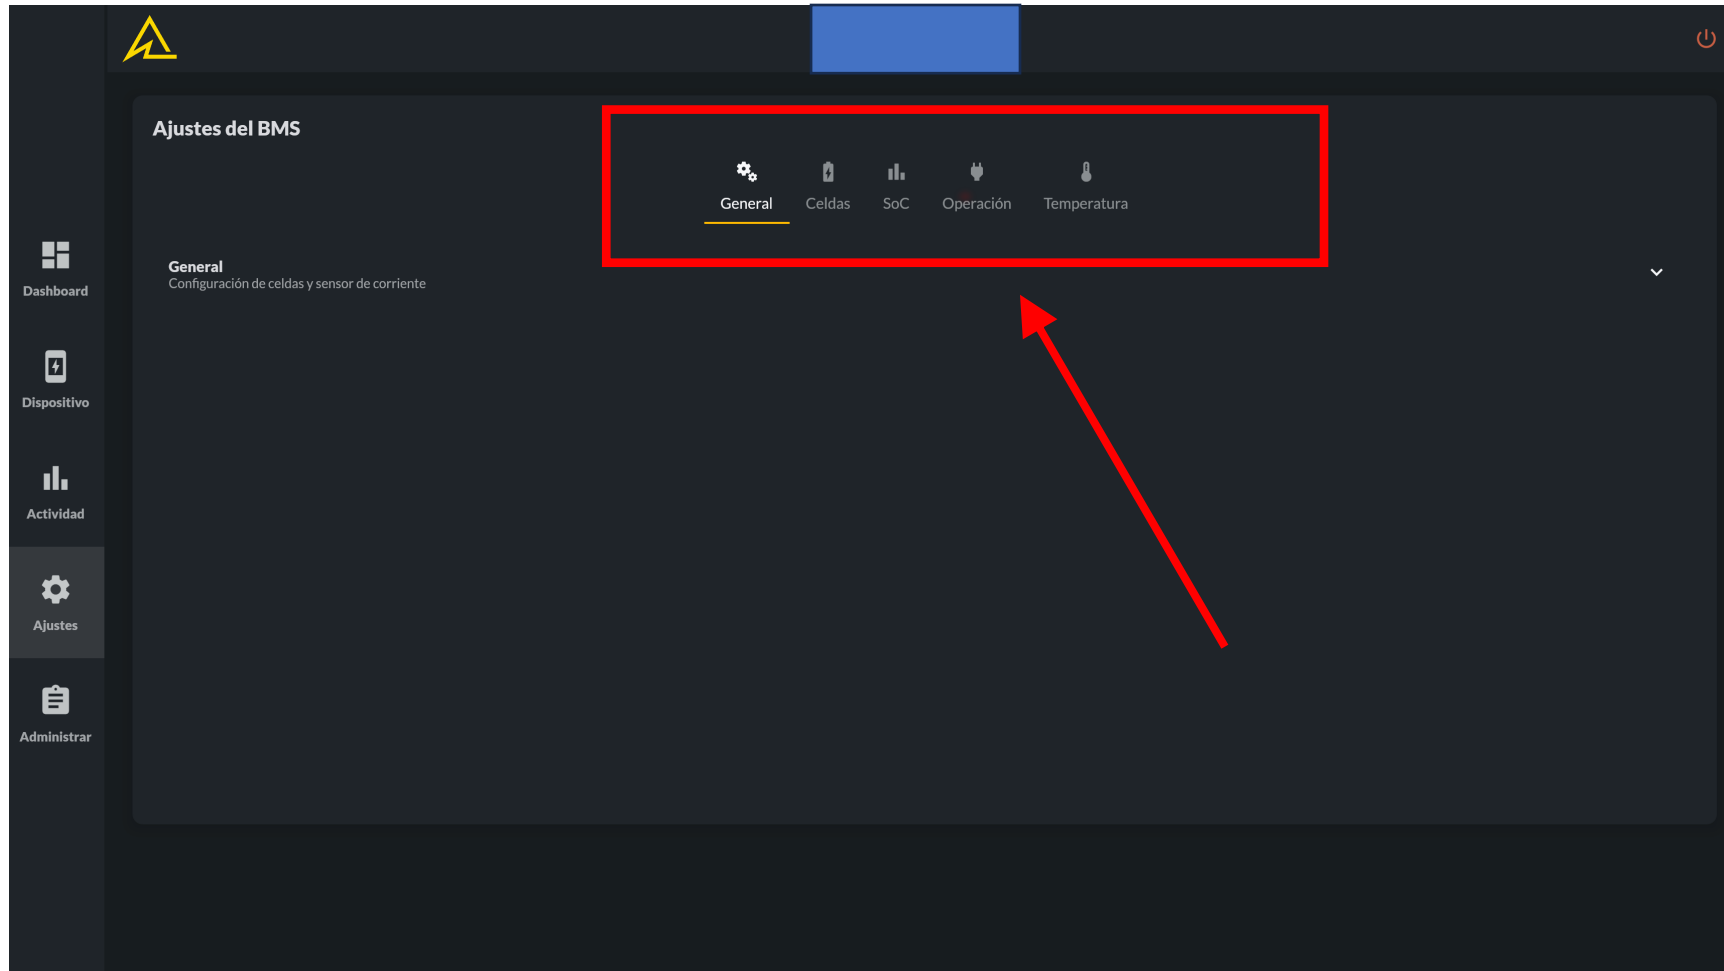 Ajustes del BMS
General
Celdas
SoC
Operación
Temperatura
General
Configuración de celdas y sensor de corriente
Dashboard
Dispositivo
Actividad
Ajustes
Administrar